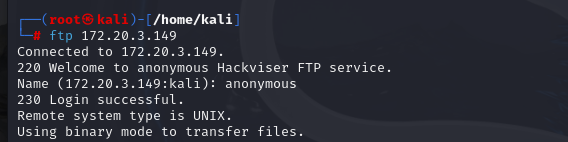 ┌──(root㉿kali)-[/home/kali]
└─# ftp 172.20.3.149
Connected to 172.20.3.149.
220 Welcome to anonymous Hackviser FTP service.
Name (172.20.3.149:kali): anonymous
230 Login successful.
Remote system type is UNIX.
Using binary mode to transfer files.